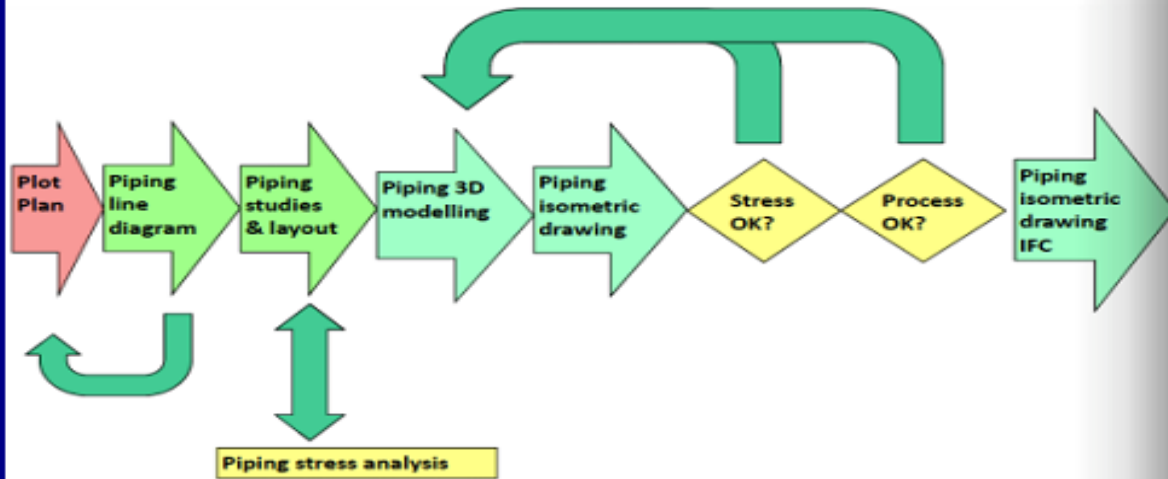 Plot
Plan
Piping
line
diagram
Piping
studies
& layout
Piping 3D
modelling
Piping
isometric
drawing
Stress
OK?
Process
OK?
Piping
isometric
drawing
IFC
Piping stress analysis